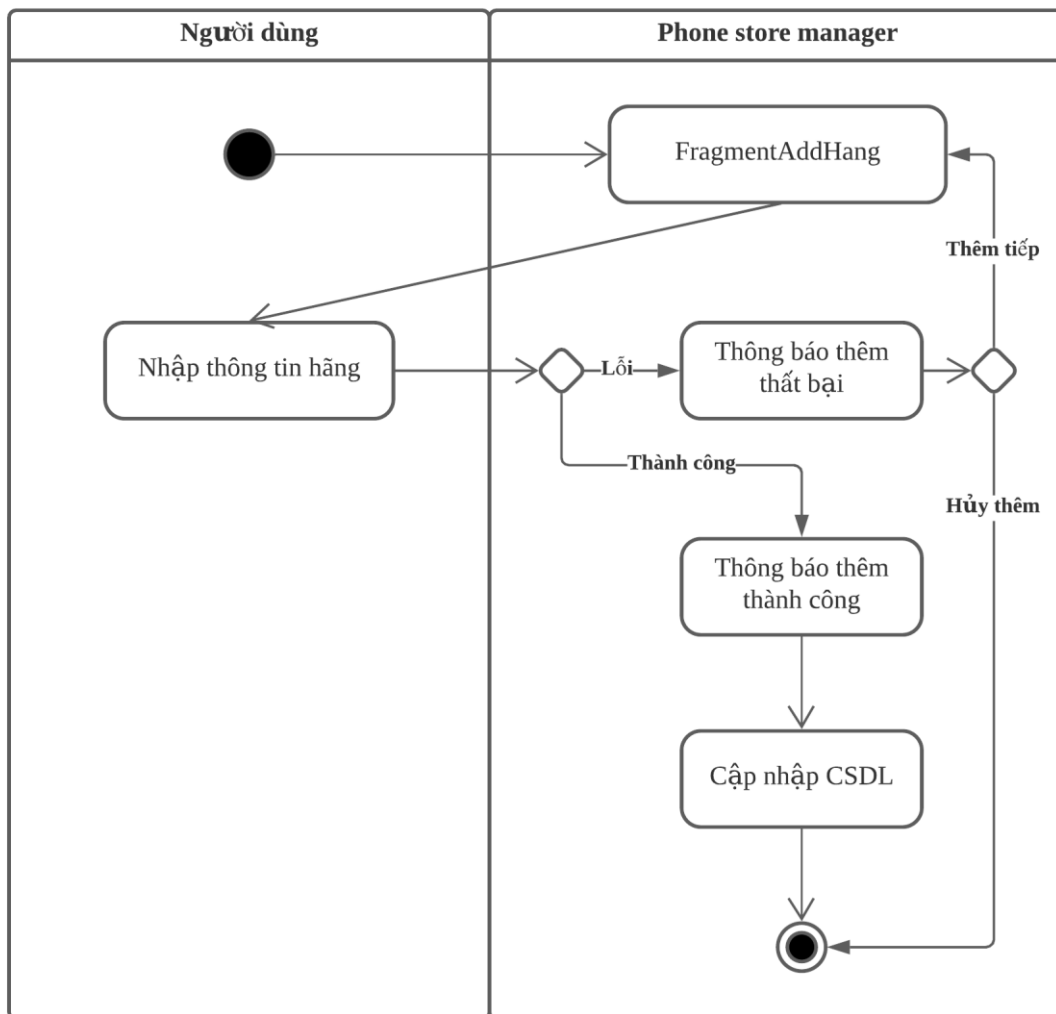 Người dùng
Phone store manager
FragmentAddHang
Thêm tiếp
Nhập thông tin hãng
Lỗi
Thông báo thêm
thất bại
Thành công
Hủy thêm
Thông báo thêm
thành công
Cập nhập CSDL